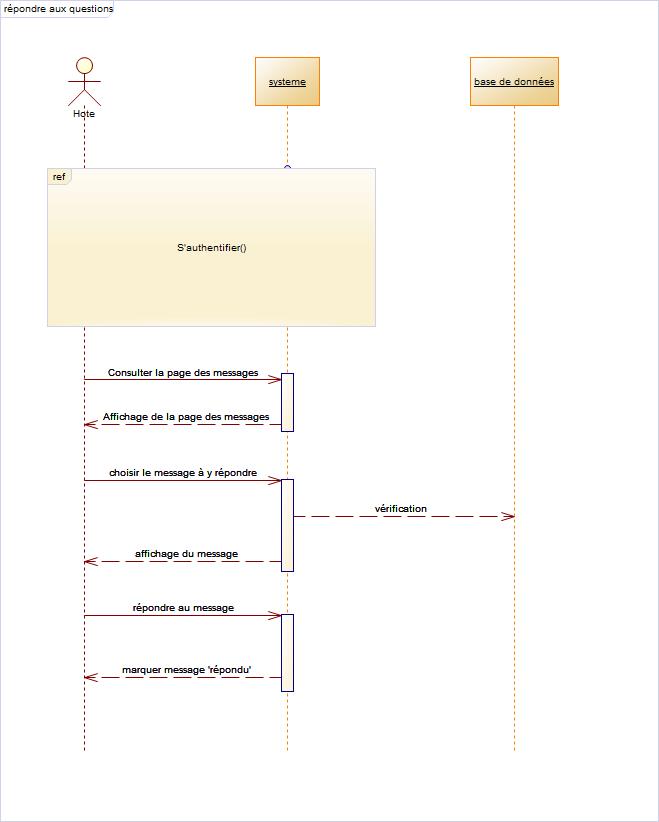 répondre aux questions
Hote
systeme
base de données
ref
S'authentifier()
Consulter la page des messages
Affichage de la page des messages
choisir le message à y répondre
vérification
affichage du message
répondre au message
marquer message 'répondu'